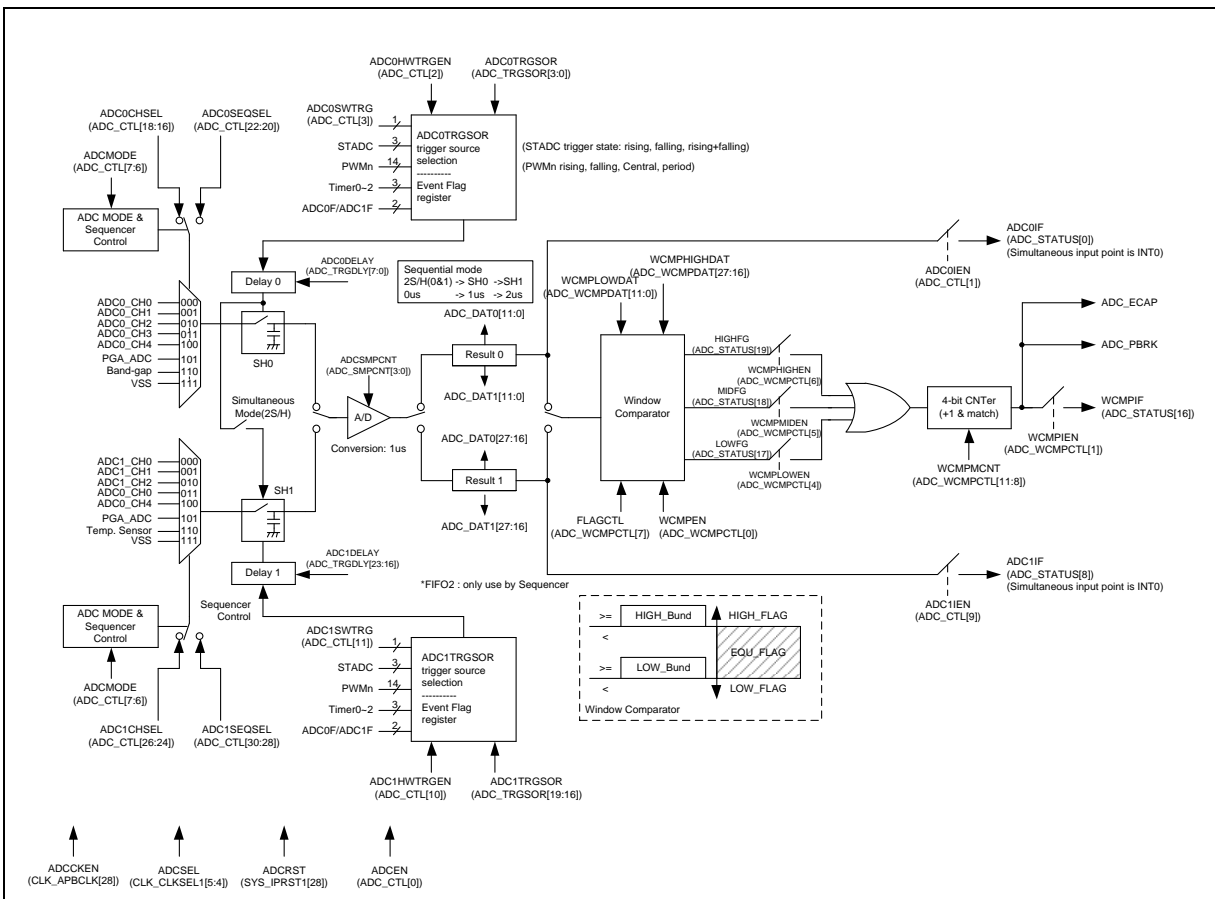 ADC0HWTRGEN
(ADC_CTL[2])
ADC0TRGSOR
(ADC_TRGSOR[3:0])
ADC0CHSEL
(ADC_CTL[18:16])
ADC0SEQSEL
(ADC_CTL[22:20])
ADCMODE
(ADC_CTL[7:6])
ADC MODE &
Sequencer
Control
ADC0SWTRG
(ADC_CTL[3])
1
STADC
3
PWMn
14
Timer0~2
3
ADC0F/ADC1F
2
ADC0TRGSOR
trigger source
selection
----------
Event Flag
register
(STADC trigger state: rising, falling, rising+falling)
(PWMn rising, falling, Central, period)
Delay 0
ADC0DELAY
(ADC_TRGDLY[7:0])
Sequential mode
2S/H(0&1) -> SH0 ->SH1
0us -> 1us -> 2us
ADC0_CH0 000
ADC0_CH1 001
ADC0_CH2 010
ADC0_CH3 011
ADC0_CH4 100
PGA_ADC 101
Band-gap 110
VSS 111
SH0
Simultaneous
Mode(2S/H)
ADCSMPCNT
(ADC_SMPCNT[3:0])
A/D
Conversion: 1us
ADC_DAT0[11:0]
Result 0
ADC_DAT1[11:0]
ADC_DAT0[27:16]
Result 1
ADC_DAT1[27:16]
WCMPHIGHDAT
(ADC_WCMPDAT[27:16]
WCMPLOWDAT
(ADC_WCMPDAT[11:0])
Window
Comparator
HIGHFG
(ADC_STATUS[19])
WCMPHIGHEN
(ADC_WCMPCTL[6])
MIDFG
(ADC_STATUS[18])
WCMPMIDEN
(ADC_WCMPCTL[5])
LOWFG
(ADC_STATUS[17])
WCMPLOWEN
(ADC_WCMPCTL[4])
FLAGCTL
(ADC_WCMPCTL[7])
WCMPEN
(ADC_WCMPCTL[0])
4-bit CNTer
(+1 & match)
WCMPMCNT
(ADC_WCMPCTL[11:8])
ADC0IEN
(ADC_CTL[1])
ADC0IF
(ADC_STATUS[0])
(Simultaneous input point is INT0)
ADC_ECAP
ADC_PBRK
WCMPIF
(ADC_STATUS[16])
WCMPIEN
(ADC_WCMPCTL[1])
ADC1_CH0 000
ADC1_CH1 001
ADC1_CH2 010
ADC0_CH0 011
ADC0_CH4 100
PGA_ADC 101
Temp. Sensor 110
VSS 111
SH1
Delay 1
ADC1DELAY
(ADC_TRGDLY[23:16])
*FIFO2 : only use by Sequencer
ADC1IEN
(ADC_CTL[9])
ADC1IF
(ADC_STATUS[8])
(Simultaneous input point is INT0)
ADC MODE &
Sequencer
Control
Sequencer
Control
ADCMODE
(ADC_CTL[7:6])
ADC1CHSEL
(ADC_CTL[26:24])
ADC1SEQSEL
(ADC_CTL[30:28])
ADC1SWTRG
(ADC_CTL[11])
1
STADC
3
PWMn
14
Timer0~2
3
ADC0F/ADC1F
2
ADC1TRGSOR
trigger source
selection
----------
Event Flag
register
ADC1HWTRGEN
(ADC_CTL[10])
ADC1TRGSOR
(ADC_TRGSOR[19:16])
>= HIGH_Bund HIGH_FLAG
<
EQU_FLAG
>= LOW_Bund
< LOW_FLAG
Window Comparator
ADCCKEN
(CLK_APBCLK[28])
ADCSEL
(CLK_CLKSEL1[5:4])
ADCRST
(SYS_IPRST1[28])
ADCEN
(ADC_CTL[0])